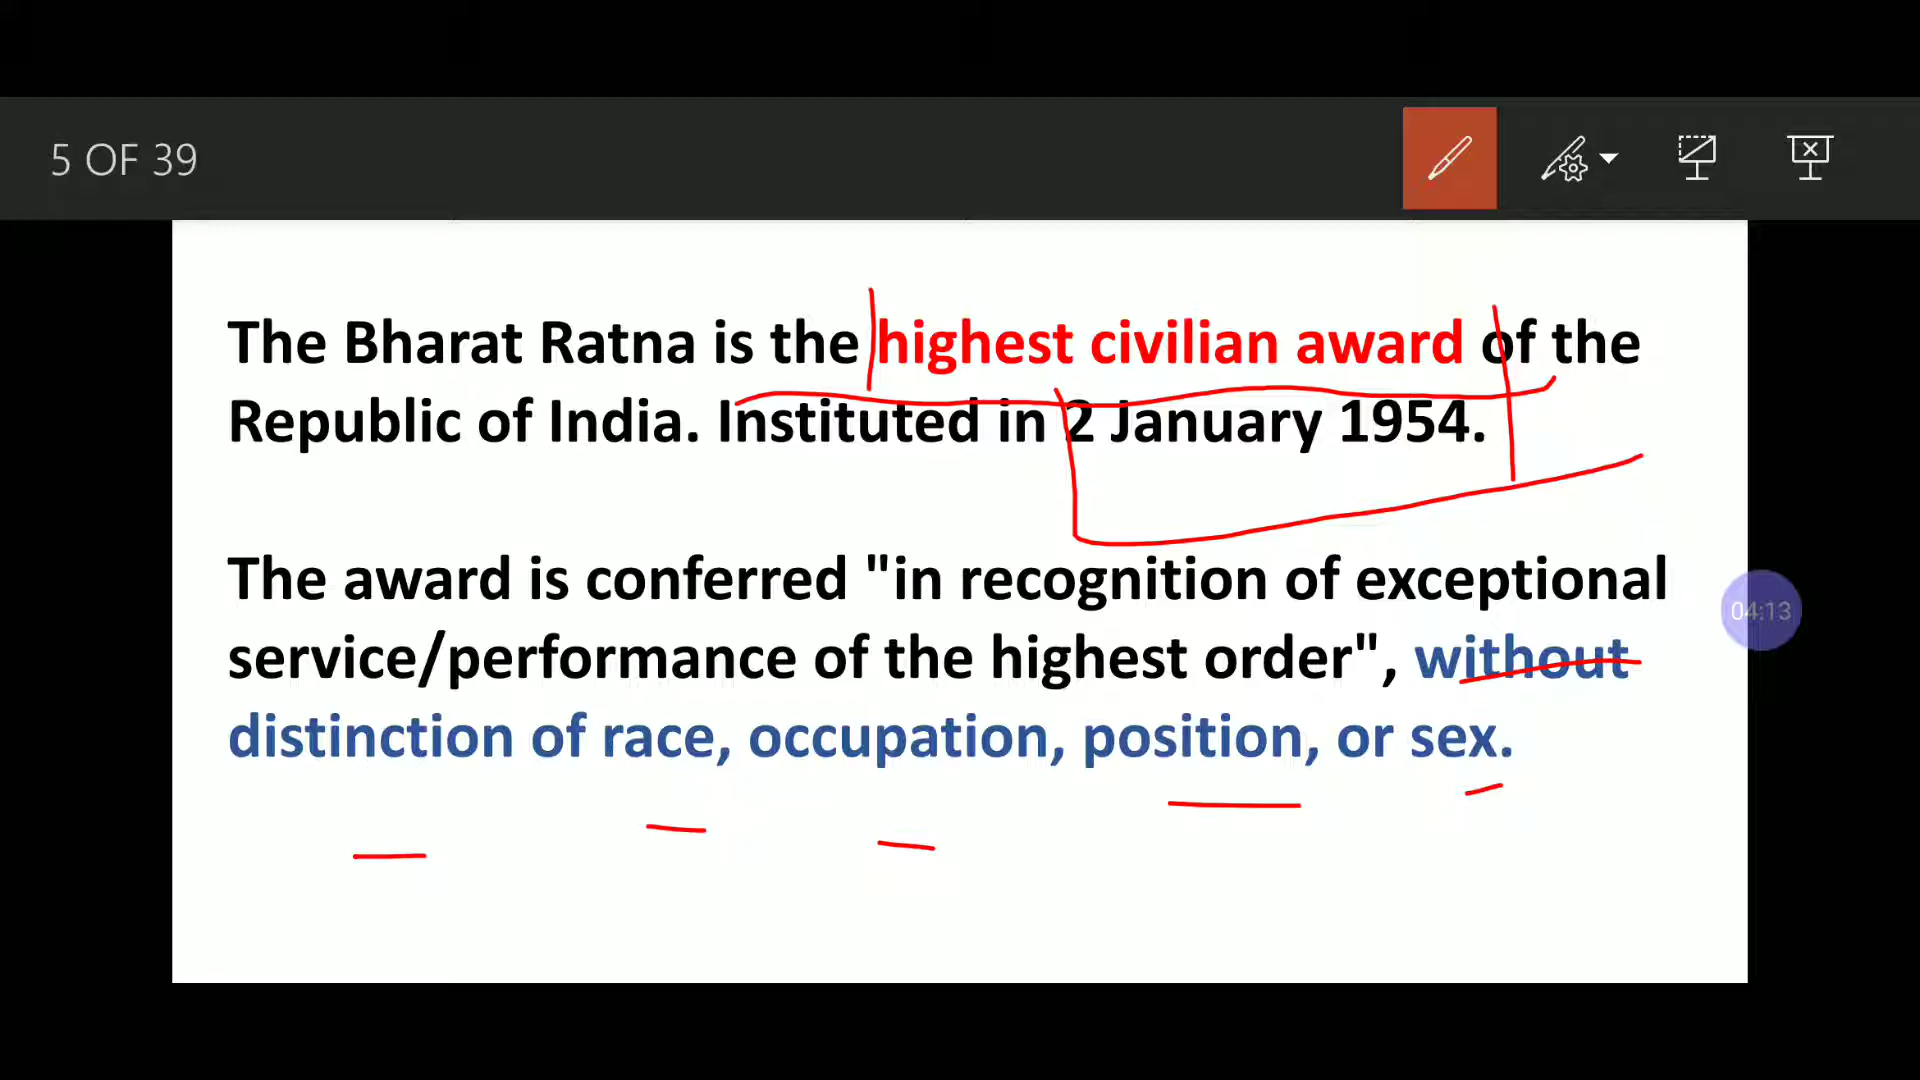 5 OF 39
The Bharat Ratna is the highest civilian award of the
Republic of India. Instituted in 2 January 1954.
The award is conferred "in recognition of exceptional
service/performance of the highest order", without
distinction of race, occupation, position, or sex.
04:13